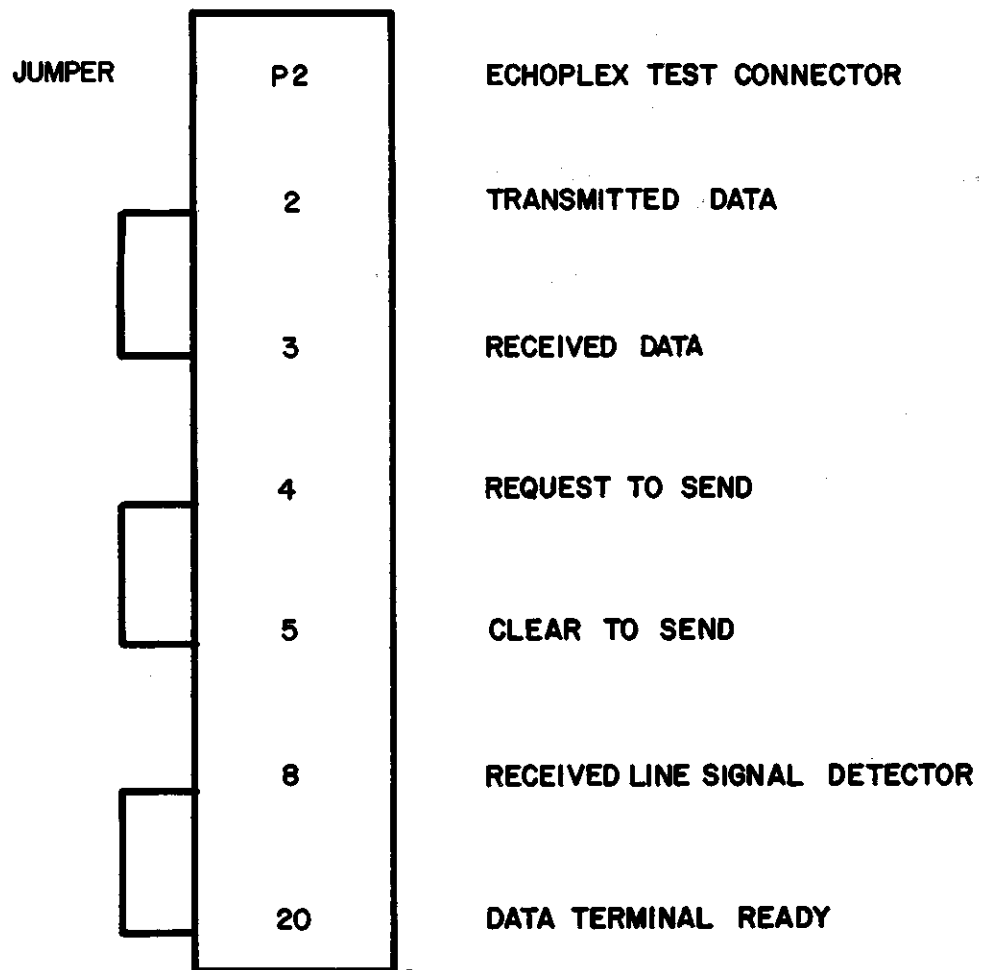 JUMPER P2 ECHOPLEX TEST CONNECTOR
2 TRANSMITTED DATA
3 RECEIVED DATA
4 REQUEST TO SEND
5 CLEAR TO SEND
8 RECEIVED LINE SIGNAL DETECTOR
20 DATA TERMINAL READY